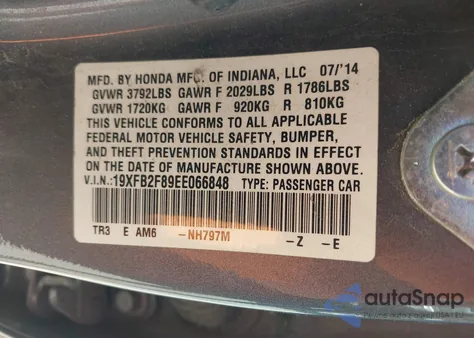 MFD. BY HONDA MFG. OF INDIANA, LLC 07/'14
GVWR 3792LBS GAWR F 2029LBS R 1786LBS
GVWR 1720KG GAWR F 920KG R 810KG
THIS VEHICLE CONFORMS TO ALL APPLICABLE
FEDERAL MOTOR VEHICLE SAFETY, BUMPER,
AND THEFT PREVENTION STANDARDS IN EFFECT
ON THE DATE OF MANUFACTURE SHOWN ABOVE.
V.I.N.: 19XFB2F89EE066848 TYPE: PASSENGER CAR
TR3 E AM6 -NH797M -Z -E
autoSnap